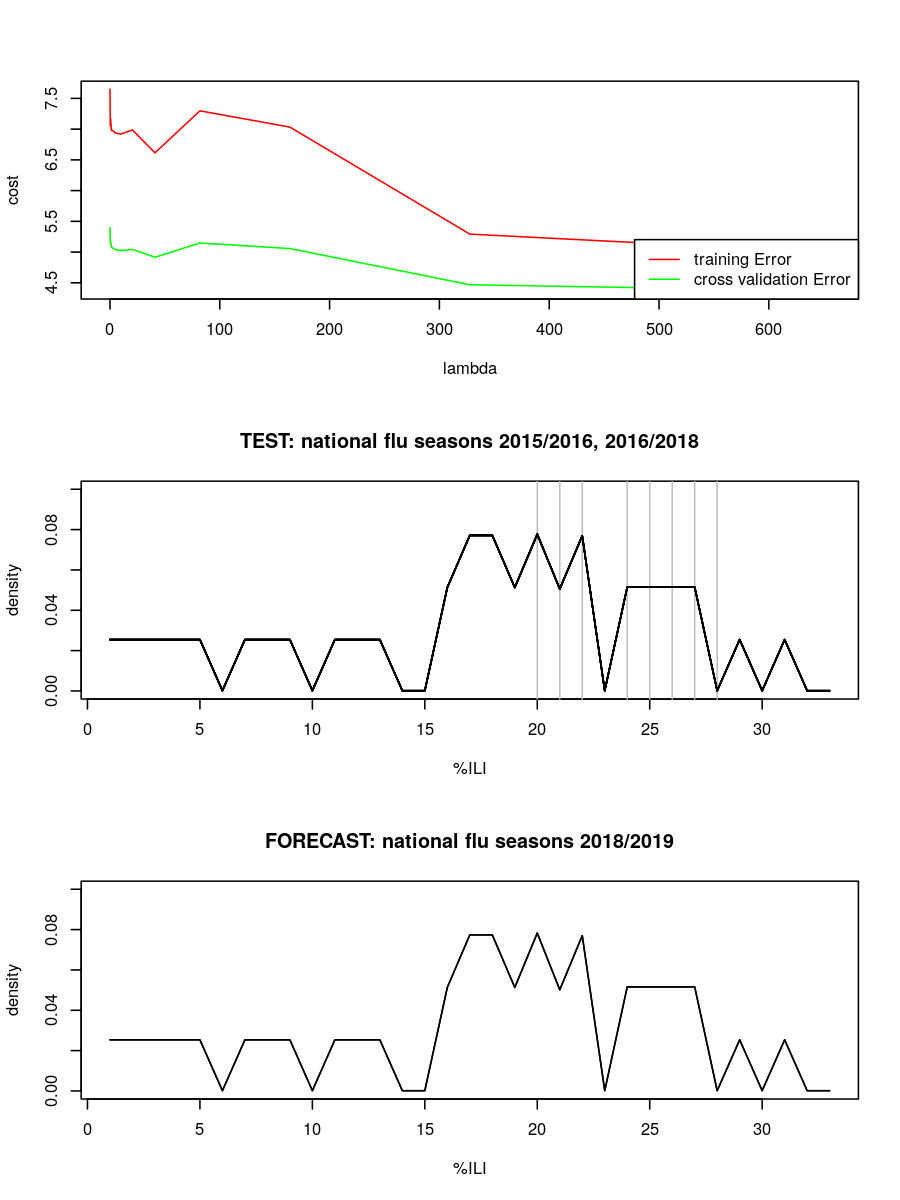 cost
7.5
6.5
5.5
4.5
training Error
cross validation Error
0 100 200 300 400 500 600
lambda
TEST: national flu seasons 2015/2016, 2016/2018
density
0.08
0.04
0.00
0 5 10 15 20 25 30
%ILI
FORECAST: national flu seasons 2018/2019
density
0.08
0.04
0.00
0 5 10 15 20 25 30
%ILI